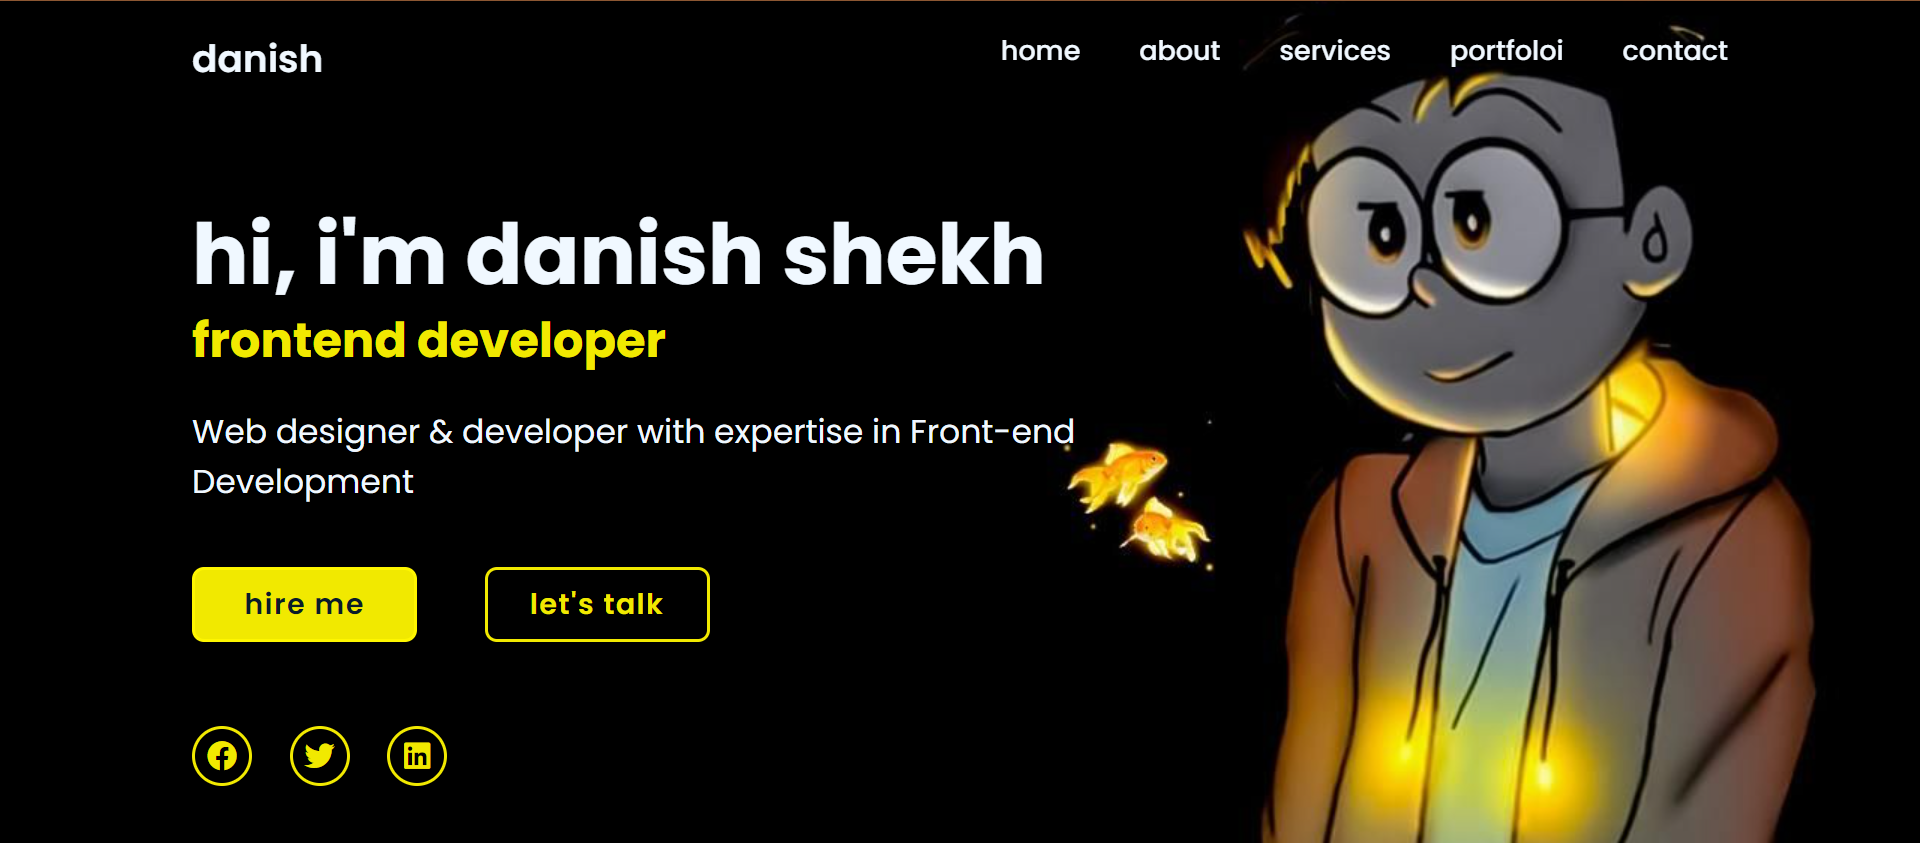 danish
home about services portfoloi contact
hi, i'm danish shekh
frontend developer
Web designer & developer with expertise in Front-end
Development
hire me let's talk